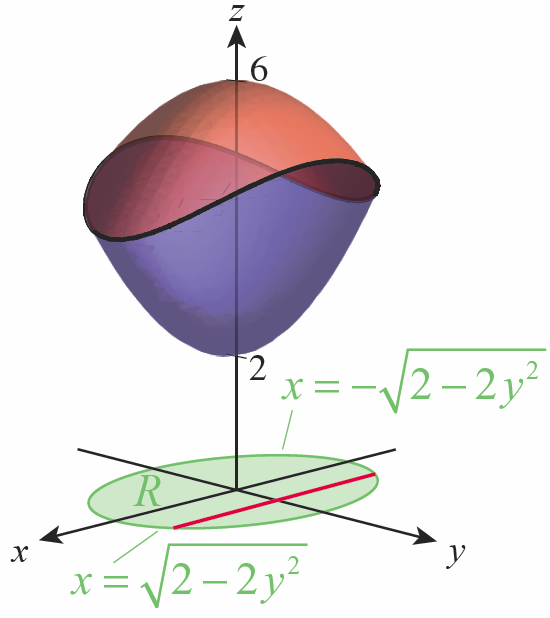 z
6
2
x = −√(2 − 2y²)
R
x
y
x = √(2 − 2y²)